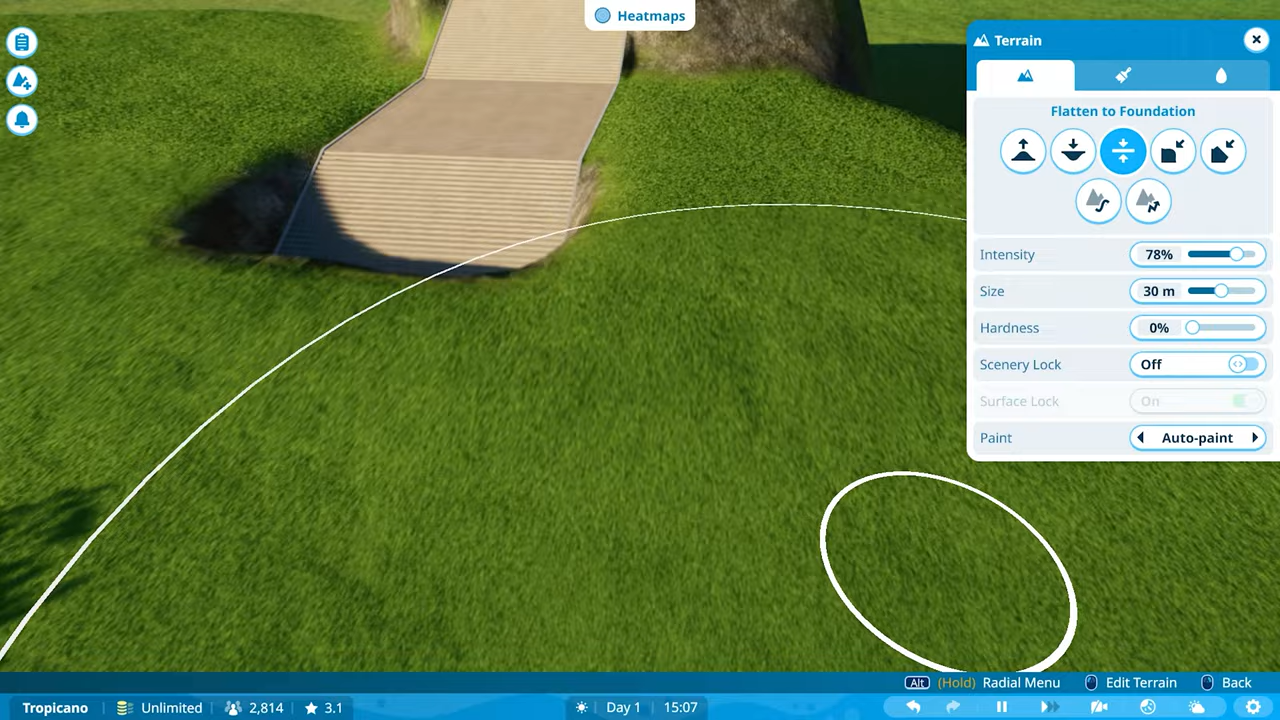 Heatmaps
Terrain
Flatten to Foundation
Intensity 78%
Size 30 m
Hardness 0%
Scenery Lock Off
Surface Lock On
Paint Auto-paint
Alt (Hold) Radial Menu Edit Terrain Back
Tropicano Unlimited 2,814 3.1 Day 1 15:07